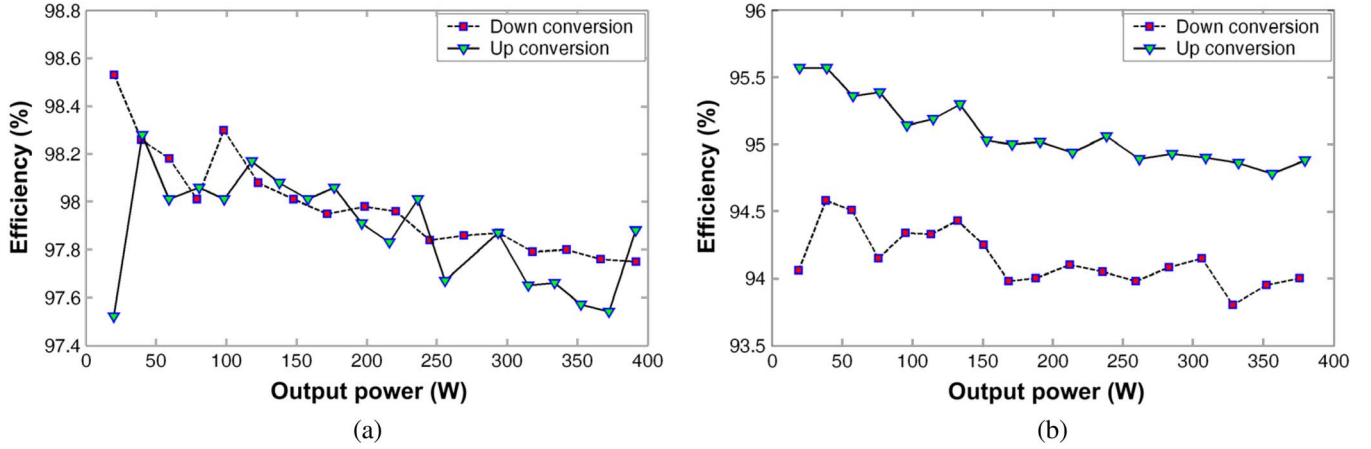 98.8
98.6
98.4
98.2
98
97.8
97.6
97.4
Efficiency (%)
0 50 100 150 200 250 300 350 400
Output power (W)
Down conversion
Up conversion
(a)
96
95.5
95
94.5
94
93.5
Efficiency (%)
0 50 100 150 200 250 300 350 400
Output power (W)
Down conversion
Up conversion
(b)